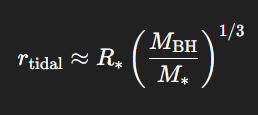 r_tidal ≈ R_* (M_BH / M_*)^{1/3}